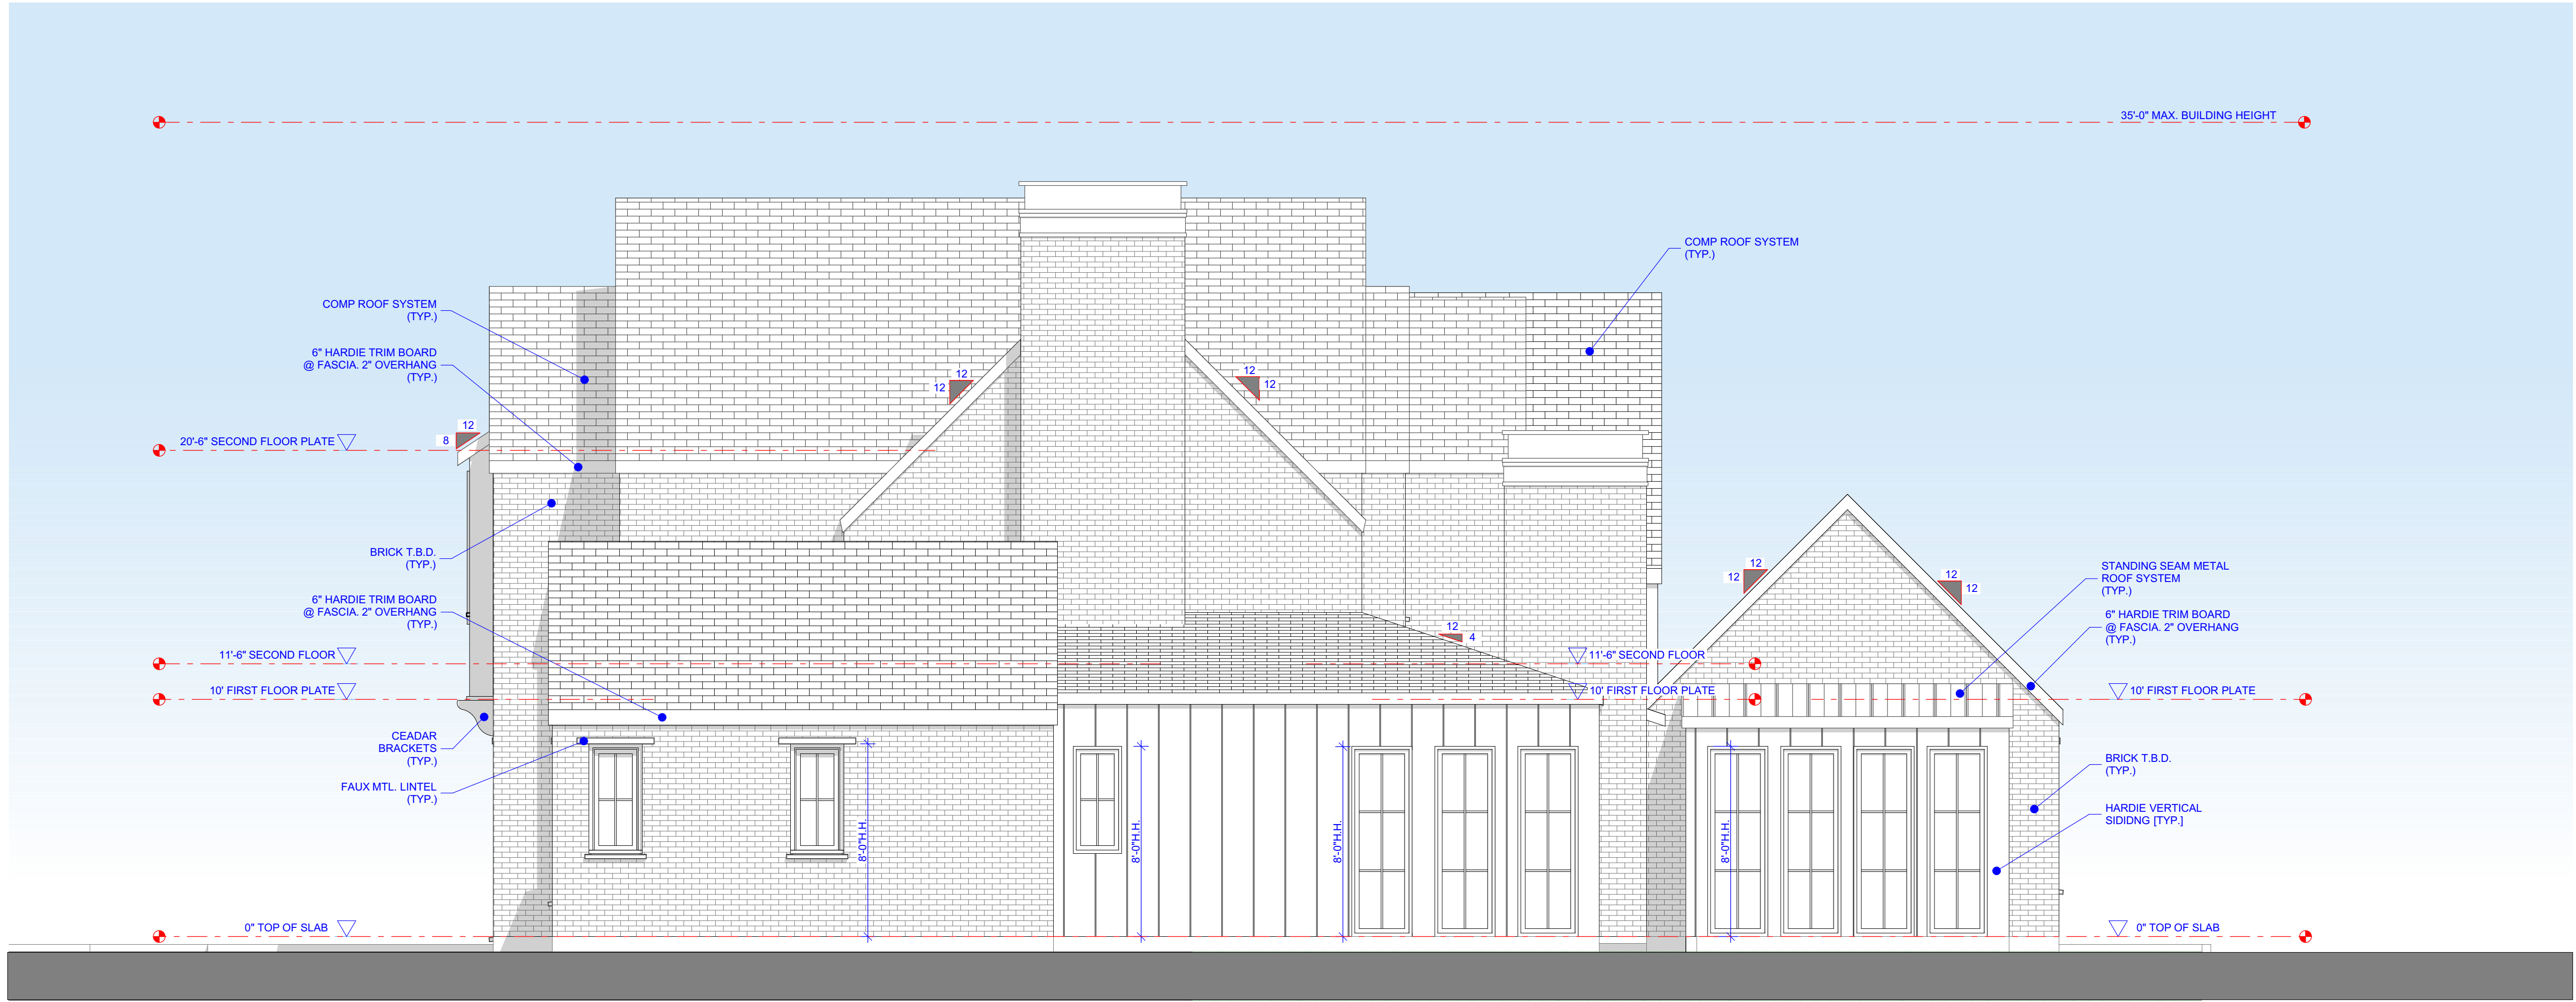 35'-0" MAX. BUILDING HEIGHT
COMP ROOF SYSTEM
(TYP.)
COMP ROOF SYSTEM
(TYP.)
6" HARDIE TRIM BOARD
@ FASCIA. 2" OVERHANG
(TYP.)
12
12
12
12
12
8
20'-6" SECOND FLOOR PLATE
BRICK T.B.D.
(TYP.)
12
12
12
12
STANDING SEAM METAL
ROOF SYSTEM
(TYP.)
6" HARDIE TRIM BOARD
@ FASCIA. 2" OVERHANG
(TYP.)
6" HARDIE TRIM BOARD
@ FASCIA. 2" OVERHANG
(TYP.)
12
4
11'-6" SECOND FLOOR
11'-6" SECOND FLOOR
10' FIRST FLOOR PLATE
10' FIRST FLOOR PLATE
10' FIRST FLOOR PLATE
CEADAR
BRACKETS
(TYP.)
FAUX MTL. LINTEL
(TYP.)
BRICK T.B.D.
(TYP.)
HARDIE VERTICAL
SIDIDNG [TYP.]
8'-0"H.H.
8'-0"H.H.
8'-0"H.H.
8'-0"H.H.
0" TOP OF SLAB
0" TOP OF SLAB